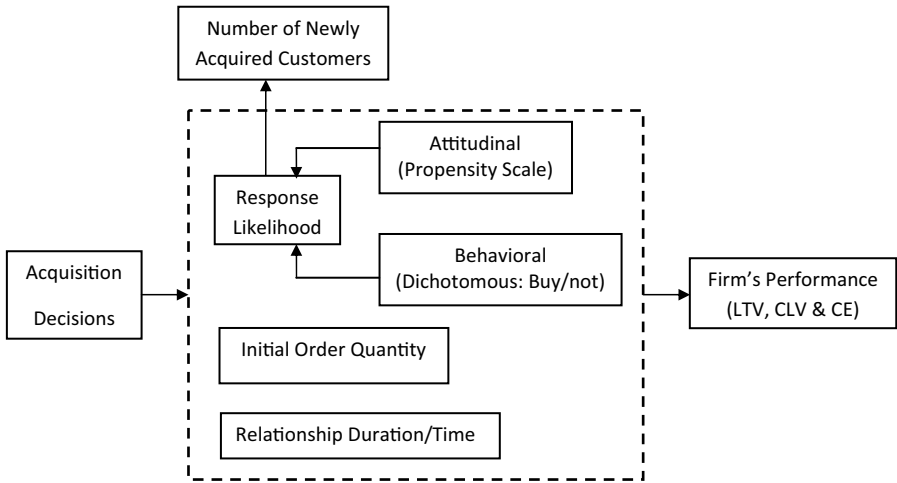 Number of Newly
Acquired Customers
Attitudinal
(Propensity Scale)
Response
Likelihood
Behavioral
(Dichotomous: Buy/not)
Acquisition
Decisions
Firm’s Performance
(LTV, CLV & CE)
Initial Order Quantity
Relationship Duration/Time